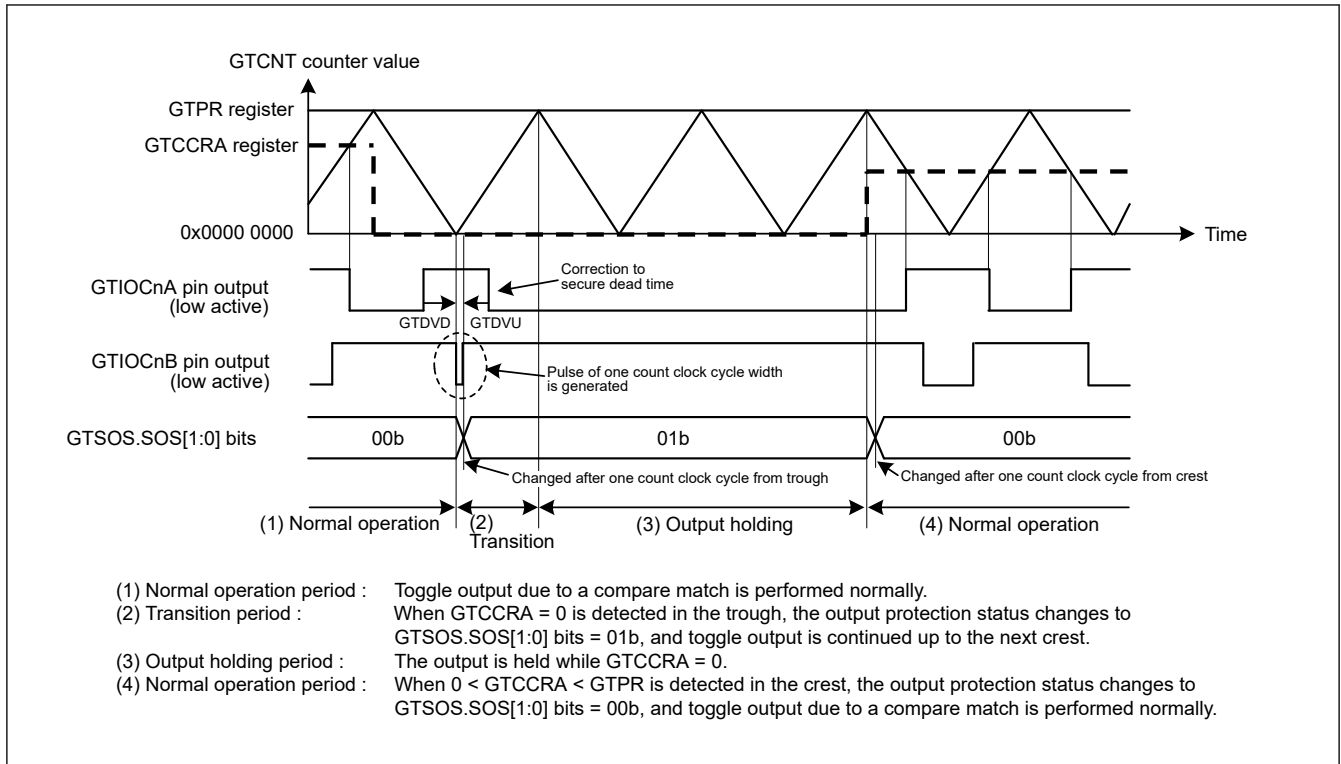 GTCNT counter value
GTPR register
GTCCRA register
0x0000 0000
Time
GTIOCnA pin output
(low active)
Correction to
secure dead time
GTDVD
GTDVU
GTIOCnB pin output
(low active)
Pulse of one count clock cycle width
is generated
GTSOS.SOS[1:0] bits
00b
01b
00b
Changed after one count clock cycle from trough
Changed after one count clock cycle from crest
(1) Normal operation
(2)
Transition
(3) Output holding
(4) Normal operation
(1) Normal operation period : Toggle output due to a compare match is performed normally.
(2) Transition period : When GTCCRA = 0 is detected in the trough, the output protection status changes to
GTSOS.SOS[1:0] bits = 01b, and toggle output is continued up to the next crest.
(3) Output holding period : The output is held while GTCCRA = 0.
(4) Normal operation period : When 0 < GTCCRA < GTPR is detected in the crest, the output protection status changes to
GTSOS.SOS[1:0] bits = 00b, and toggle output due to a compare match is performed normally.